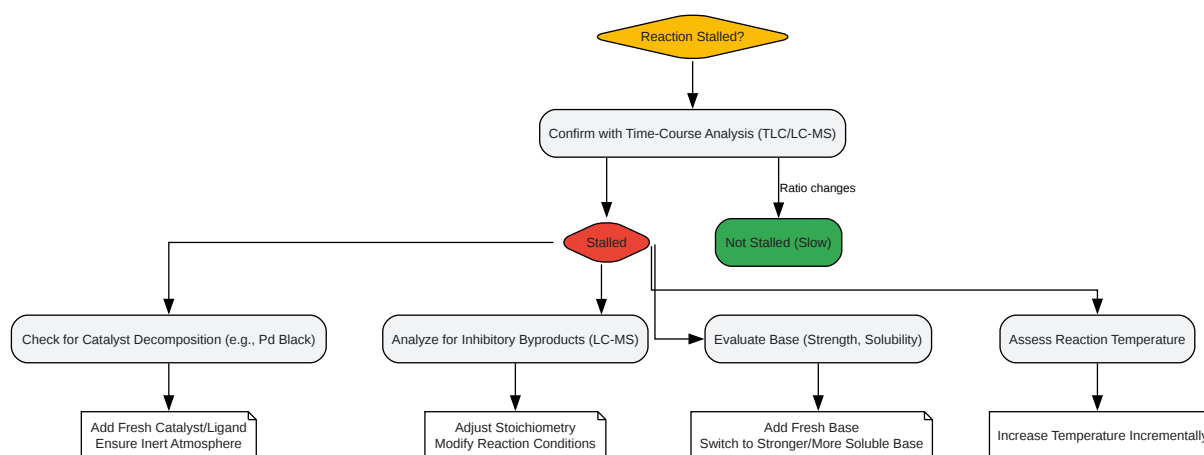 Reaction Stalled?
Confirm with Time-Course Analysis (TLC/LC-MS)
Ratio changes
Stalled
Not Stalled (Slow)
Check for Catalyst Decomposition (e.g., Pd Black)
Analyze for Inhibitory Byproducts (LC-MS)
Evaluate Base (Strength, Solubility)
Assess Reaction Temperature
Add Fresh Catalyst/Ligand
Ensure Inert Atmosphere
Adjust Stoichiometry
Modify Reaction Conditions
Add Fresh Base
Switch to Stronger/More Soluble Base
Increase Temperature Incrementally